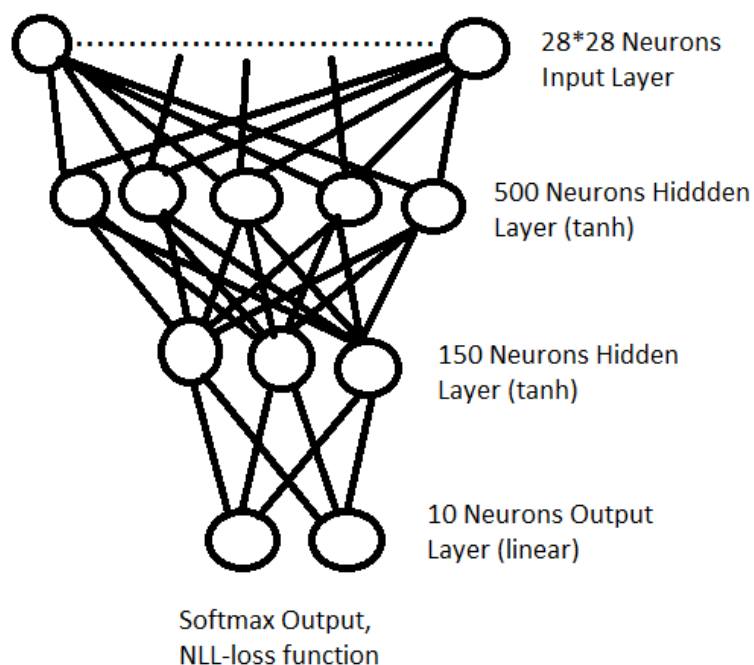 28*28 Neurons
Input Layer
500 Neurons Hiddden
Layer (tanh)
150 Neurons Hidden
Layer (tanh)
10 Neurons Output
Layer (linear)
Softmax Output,
NLL-loss function